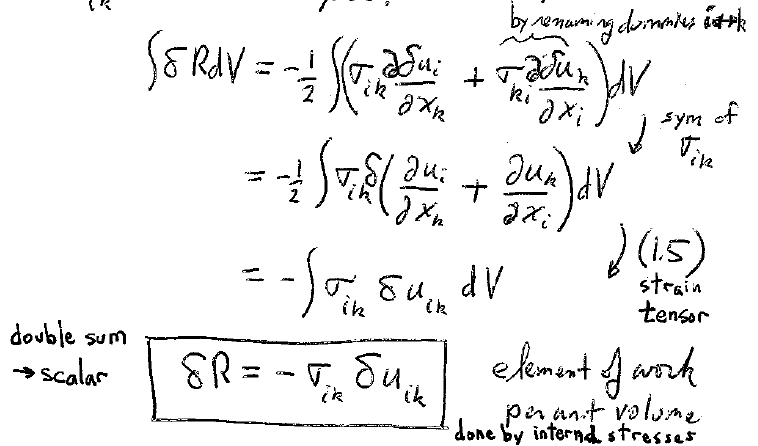 ik
by renaming dummies i↔k
∫δRdV = -1/2 ∫(σ_ik ∂δu_i/∂x_k + σ_ki ∂δu_k/∂x_i)dV
sym of σ_ik
= -1/2 ∫σ_ik δ(∂u_i/∂x_k + ∂u_k/∂x_i)dV
(1.5)
strain
tensor
= -∫σ_ik δu_ik dV
double sum
→ scalar
δR = - σ_ik δu_ik
element of work
per unit volume
done by internal stresses